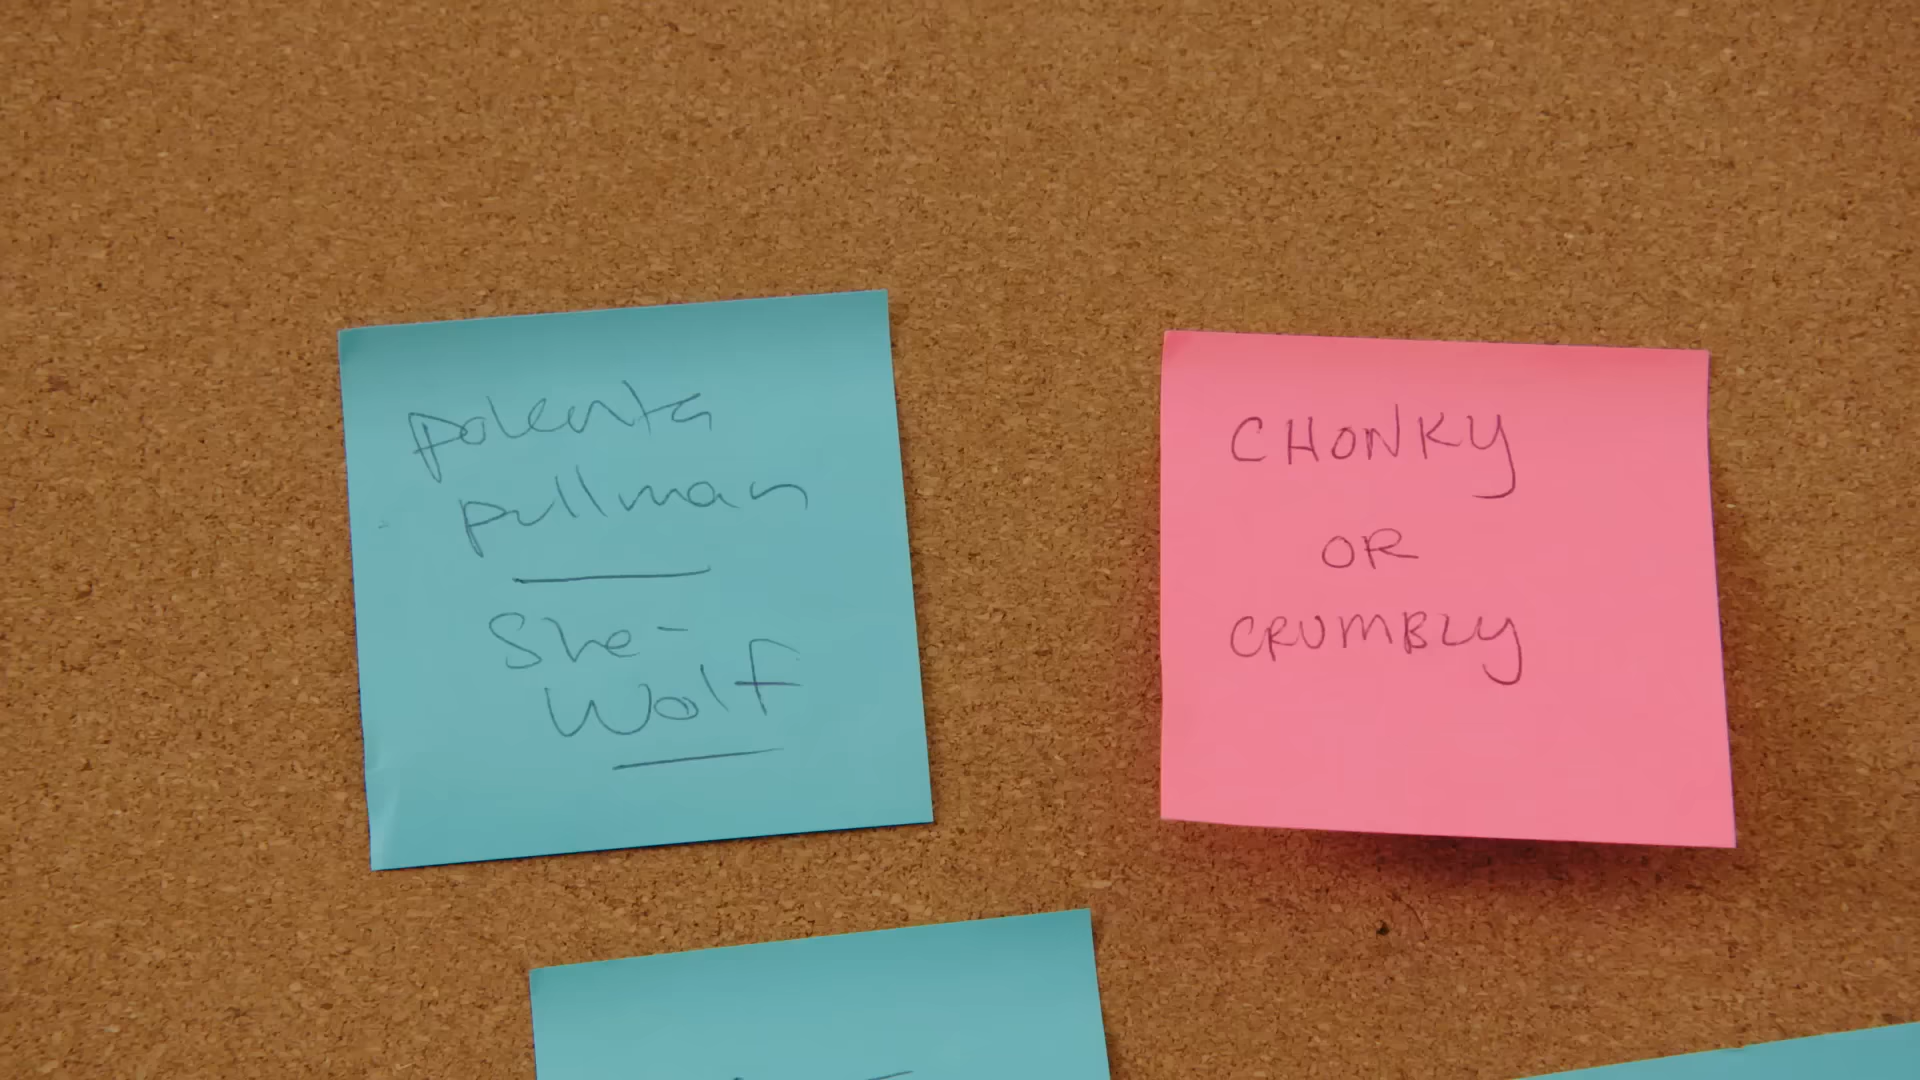 polenta
pullman
She-
Wolf
CHONKY
OR
CRUMBLY